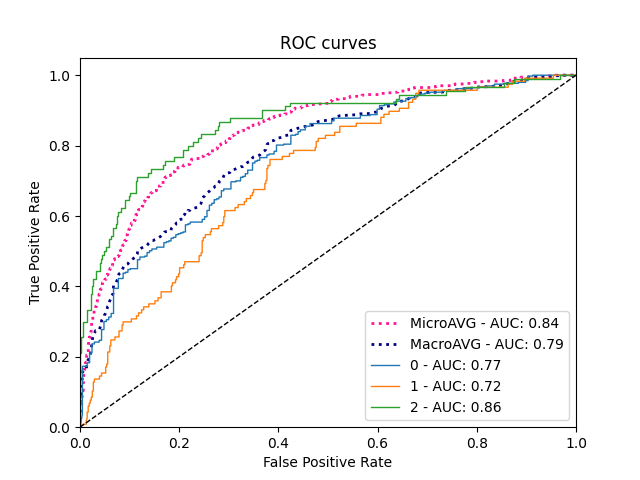 ROC curves
True Positive Rate
1.0
0.8
0.6
0.4
0.2
0.0
MicroAVG - AUC: 0.84
MacroAVG - AUC: 0.79
0 - AUC: 0.77
1 - AUC: 0.72
2 - AUC: 0.86
0.0 0.2 0.4 0.6 0.8 1.0
False Positive Rate